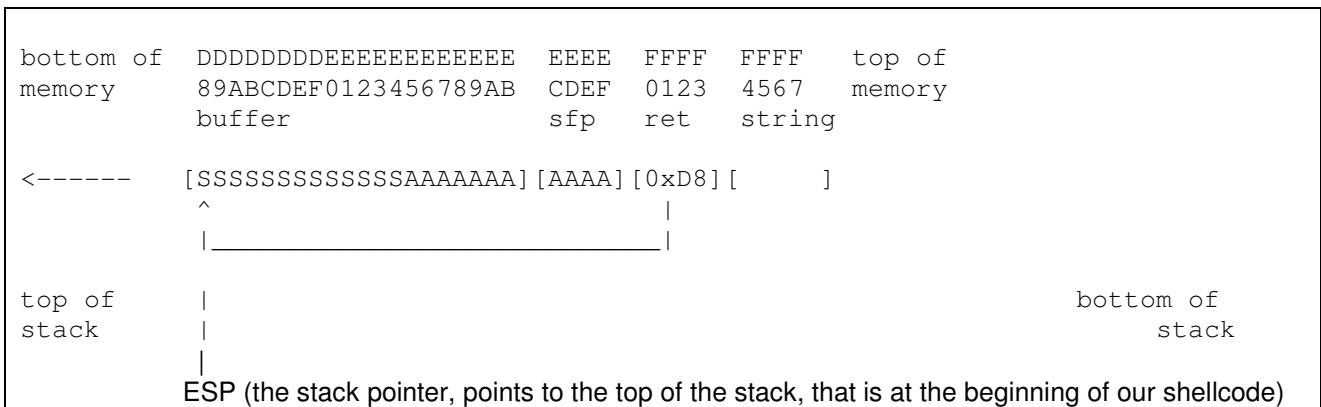 bottom of  DDDDDDDDEEEEEEEEEEEE  EEEE  FFFF  FFFF  top of
memory     89ABCDEF0123456789AB  CDEF  0123  4567  memory
           buffer                sfp   ret   string
<------   [SSSSSSSSSSSSSAAAAAAA][AAAA][0xD8][      ]
           ^                            |
           |____________________________|
top of     |                                                      bottom of
stack      |                                                           stack
           |
ESP (the stack pointer, points to the top of the stack, that is at the beginning of our shellcode)